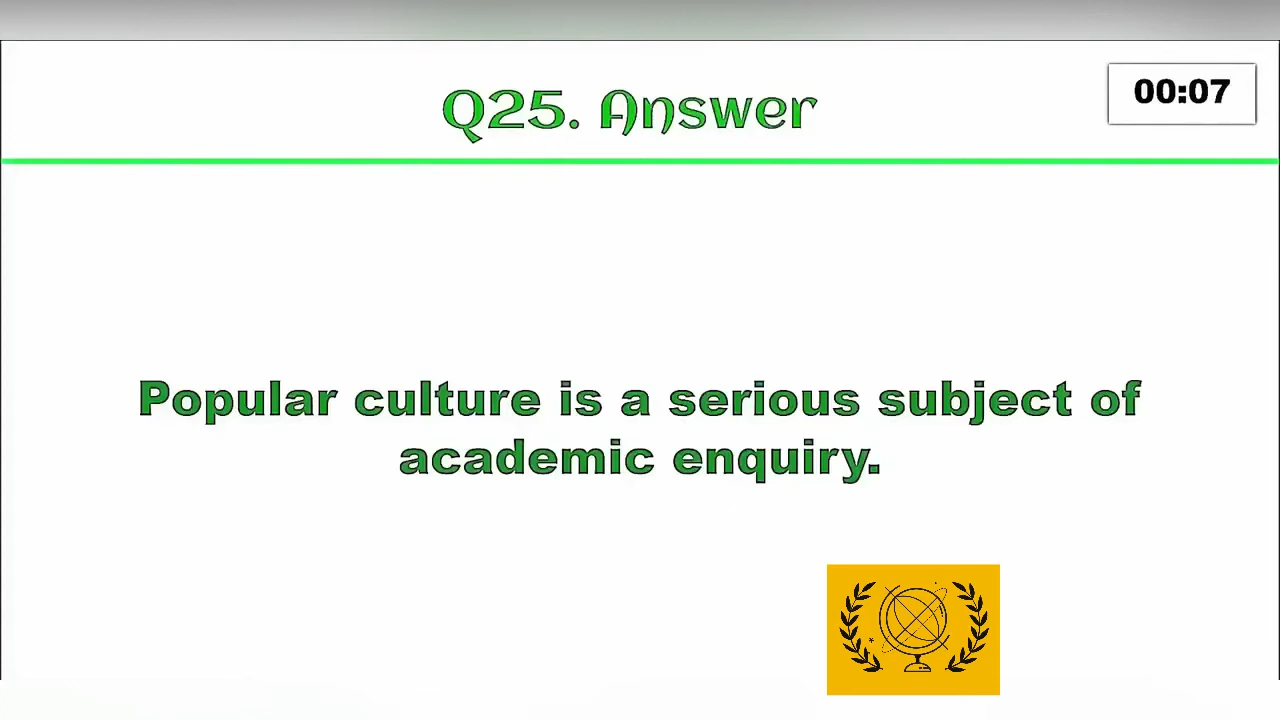 Q25. Answer
00:07
Popular culture is a serious subject of
academic enquiry.